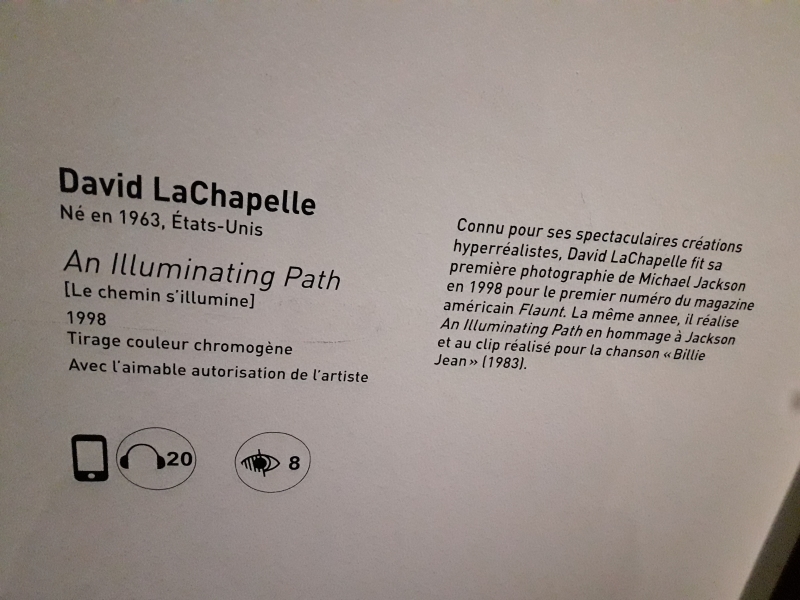 David LaChapelle
Né en 1963, États-Unis
An Illuminating Path
[Le chemin s'illumine]
1998
Tirage couleur chromogène
Avec l'aimable autorisation de l'artiste
20
8
Connu pour ses spectaculaires créations
hyperréalistes, David LaChapelle fit sa
première photographie de Michael Jackson
en 1998 pour le premier numéro du magazine
américain Flaunt. La même annee, il réalise
An Illuminating Path en hommage à Jackson
et au clip réalisé pour la chanson « Billie
Jean » (1983).